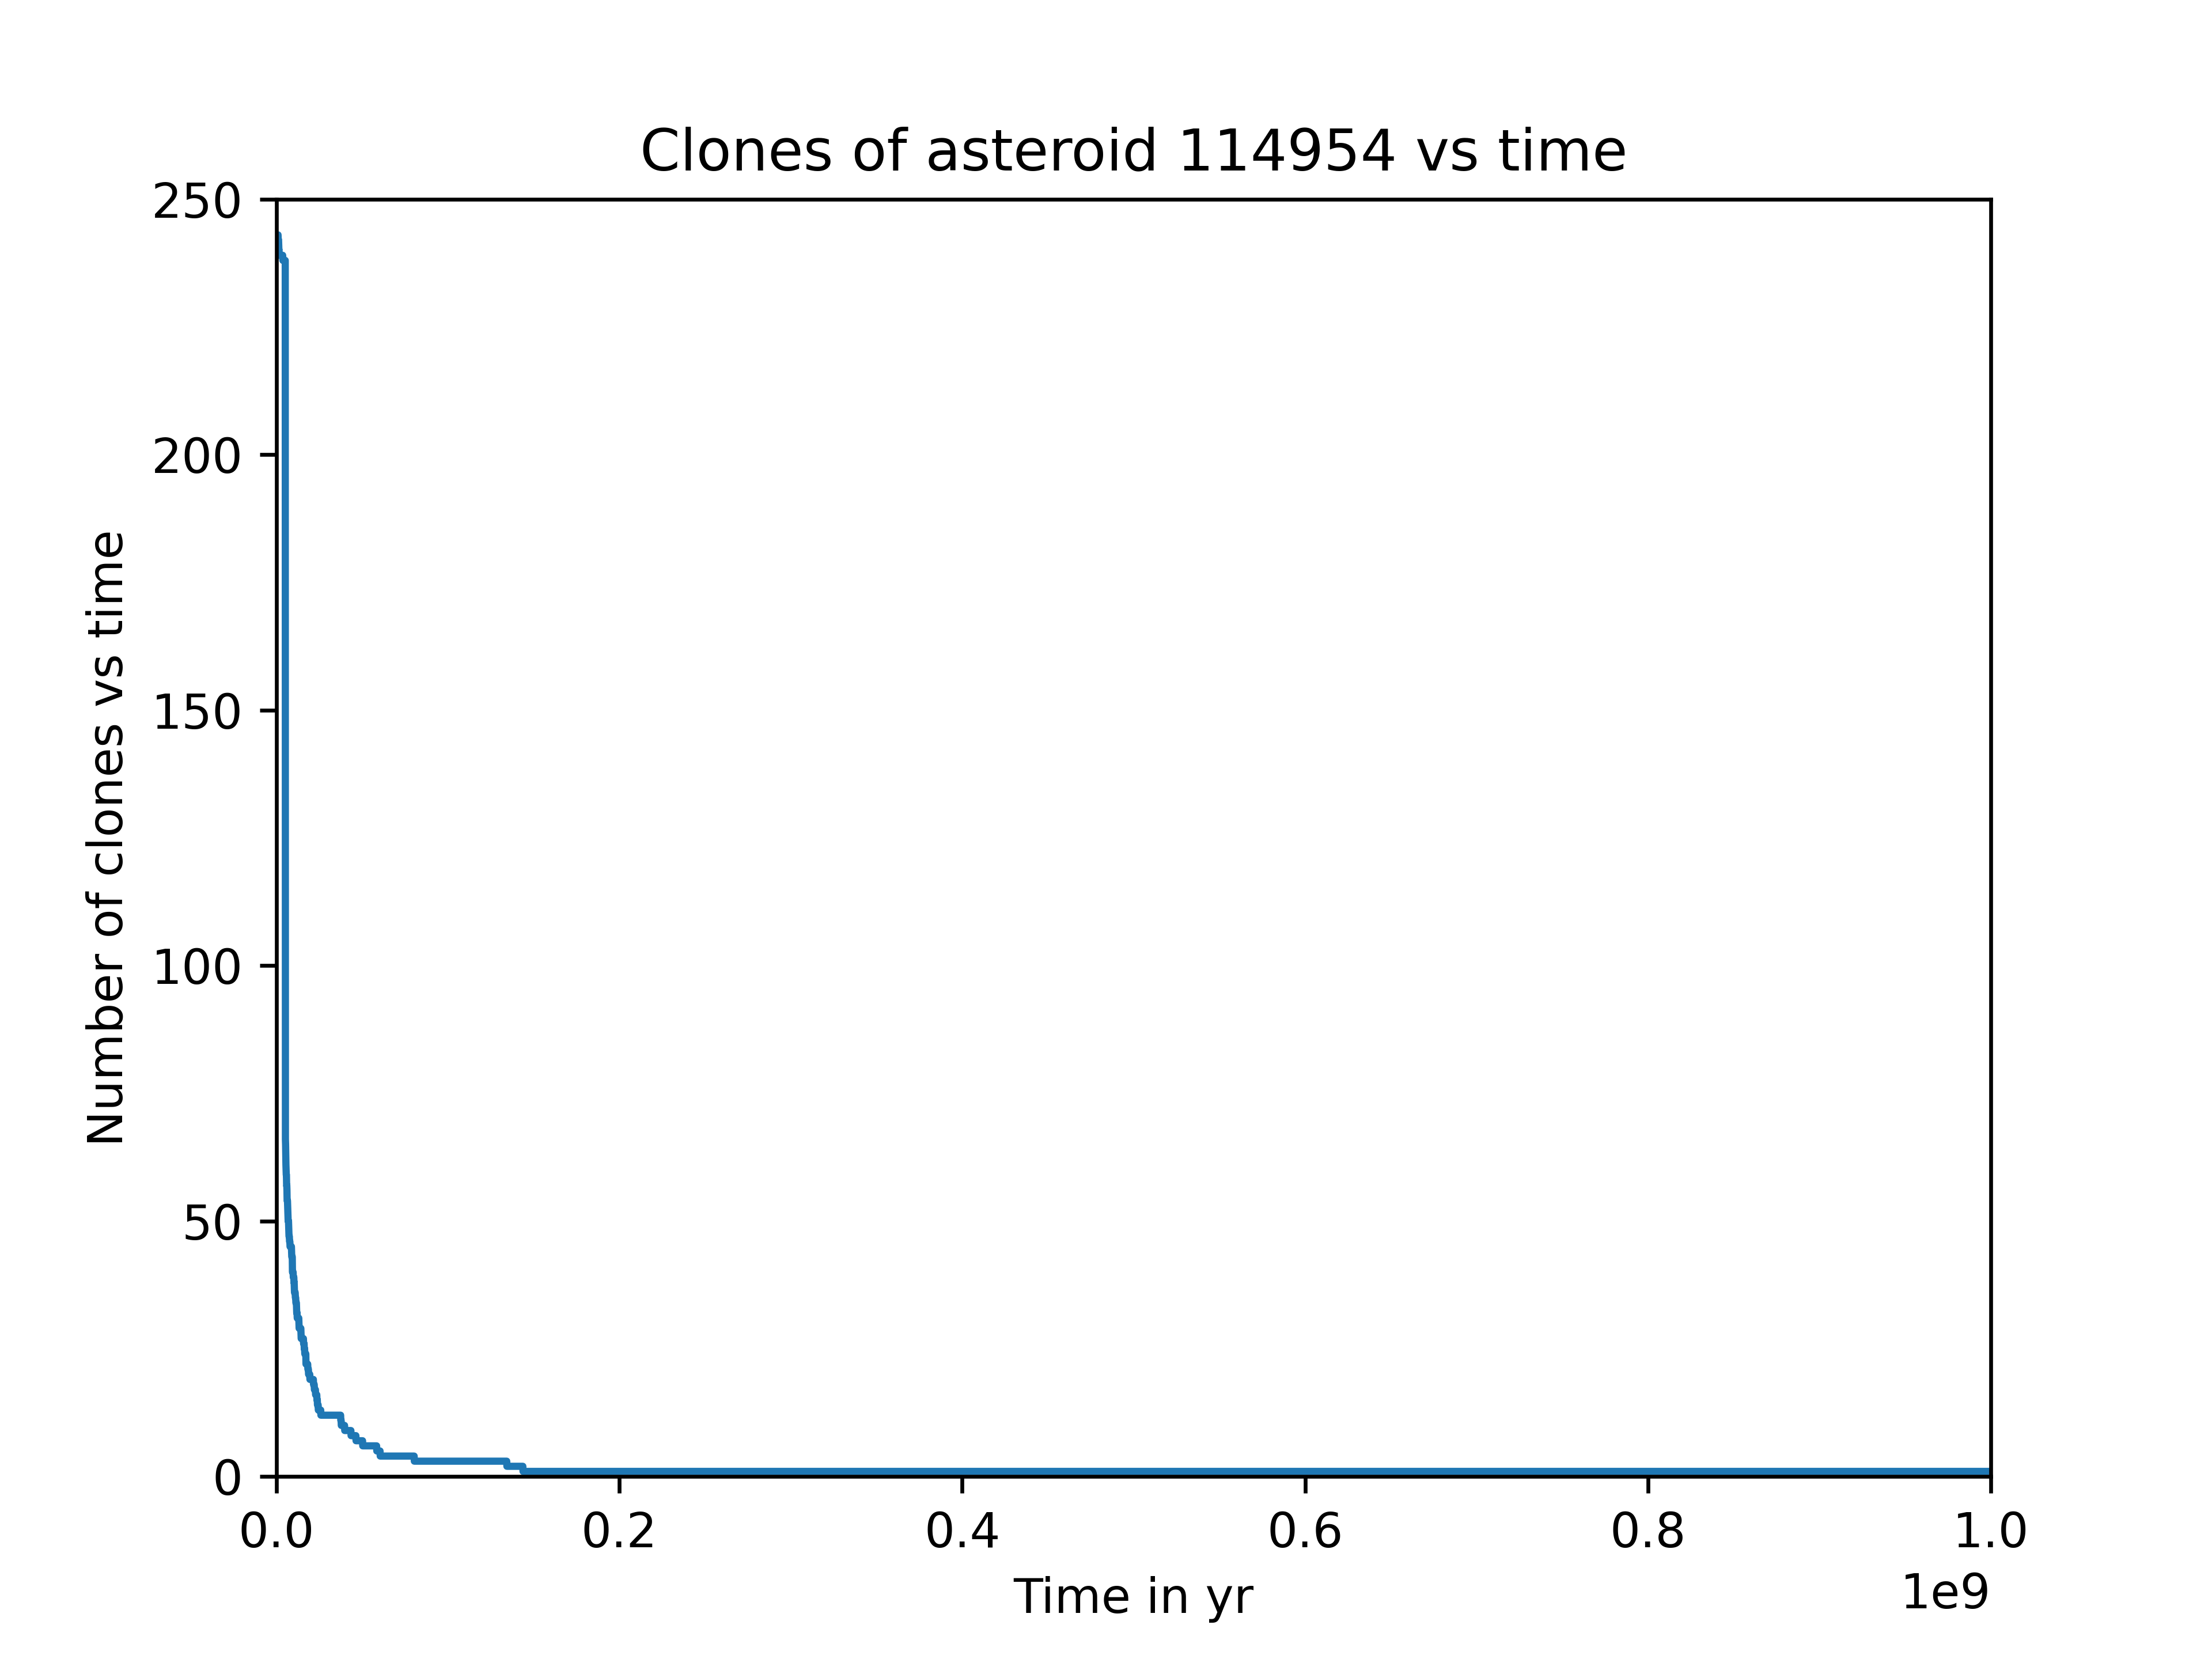 Clones of asteroid 114954 vs time
250
200
150
100
50
0
Number of clones vs time
0.0 0.2 0.4 0.6 0.8 1.0
Time in yr
1e9